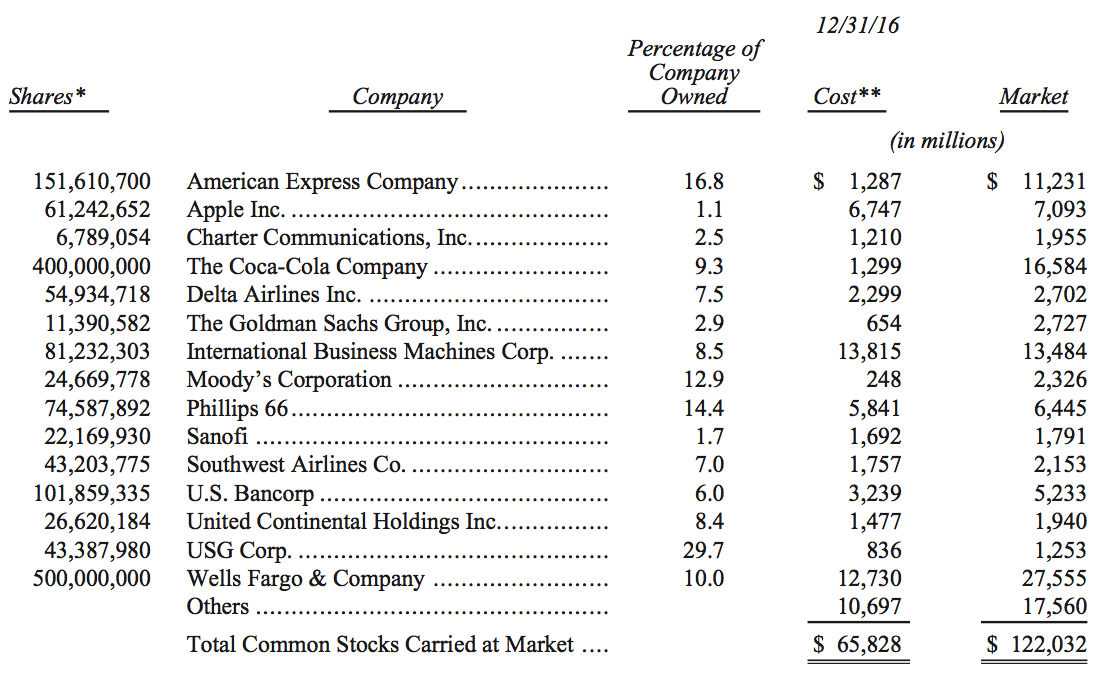 12/31/16
Percentage of
Company
Shares* Company Owned Cost** Market
(in millions)
151,610,700 American Express Company.................... 16.8 $ 1,287 $ 11,231
61,242,652 Apple Inc. .................... 1.1 6,747 7,093
6,789,054 Charter Communications, Inc.................... 2.5 1,210 1,955
400,000,000 The Coca-Cola Company .................... 9.3 1,299 16,584
54,934,718 Delta Airlines Inc. .................... 7.5 2,299 2,702
11,390,582 The Goldman Sachs Group, Inc. .................... 2.9 654 2,727
81,232,303 International Business Machines Corp. ....... 8.5 13,815 13,484
24,669,778 Moody’s Corporation .................... 12.9 248 2,326
74,587,892 Phillips 66.................... 14.4 5,841 6,445
22,169,930 Sanofi .................... 1.7 1,692 1,791
43,203,775 Southwest Airlines Co. .................... 7.0 1,757 2,153
101,859,335 U.S. Bancorp .................... 6.0 3,239 5,233
26,620,184 United Continental Holdings Inc.................... 8.4 1,477 1,940
43,387,980 USG Corp. .................... 29.7 836 1,253
500,000,000 Wells Fargo & Company .................... 10.0 12,730 27,555
Others .................... 10,697 17,560
Total Common Stocks Carried at Market .... $ 65,828 $ 122,032